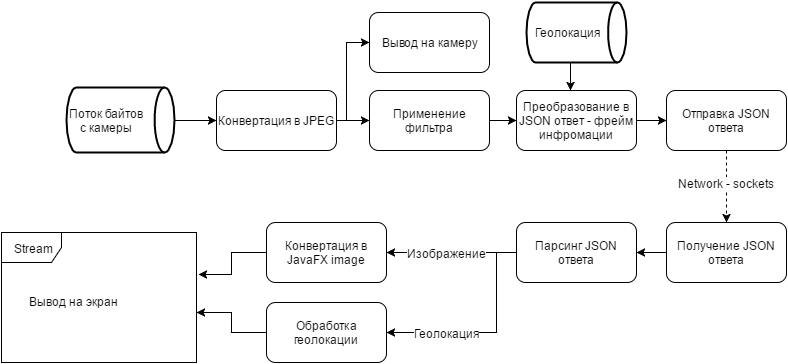 Геолокация
Вывод на камеру
Поток байтов
с камеры
Конвертация в JPEG
Применение
фильтра
Преобразование в
JSON ответ - фрейм
инфромации
Отправка JSON
ответа
Network - sockets
Stream
Вывод на экран
Конвертация в
JavaFX image
Изображение
Парсинг JSON
ответа
Получение JSON
ответа
Обработка
геолокации
Геолокация